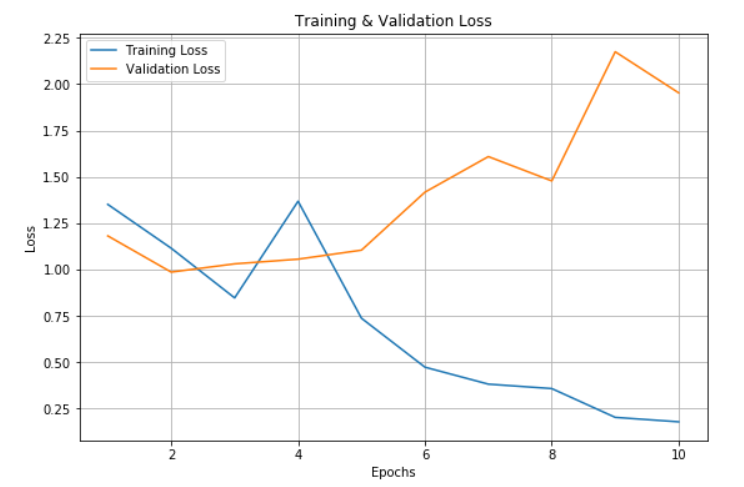 Training & Validation Loss
Training Loss
Validation Loss
2.25
2.00
1.75
1.50
1.25
1.00
0.75
0.50
0.25
Loss
2 4 6 8 10
Epochs